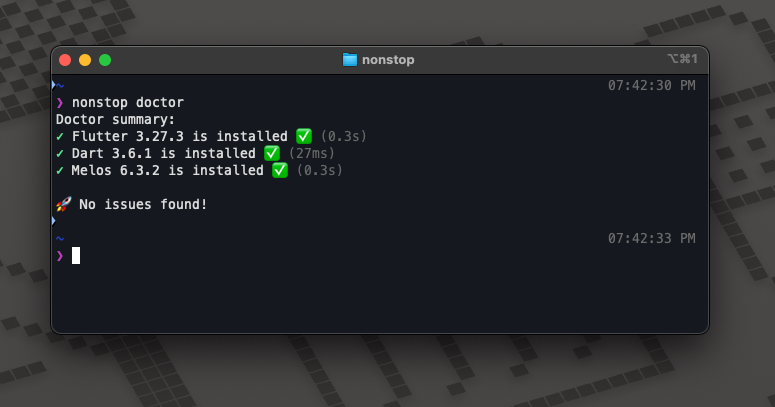 nonstop
⌥⌘1
~ 07:42:30 PM
❯ nonstop doctor
Doctor summary:
✓ Flutter 3.27.3 is installed ✅ (0.3s)
✓ Dart 3.6.1 is installed ✅ (27ms)
✓ Melos 6.3.2 is installed ✅ (0.3s)
🚀 No issues found!
~ 07:42:33 PM
❯